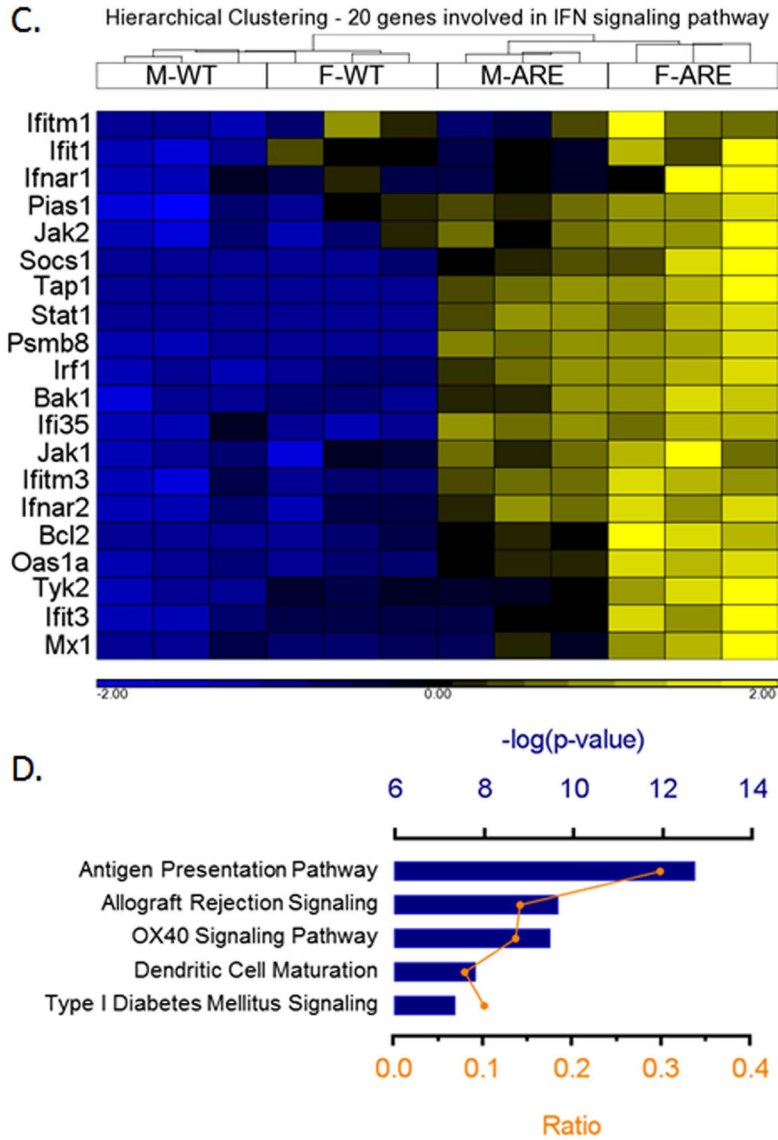 C.
Hierarchical Clustering - 20 genes involved in IFN signaling pathway
M-WT F-WT M-ARE F-ARE
Ifitm1
Ifit1
Ifnar1
Pias1
Jak2
Socs1
Tap1
Stat1
Psmb8
Irf1
Bak1
Ifi35
Jak1
Ifitm3
Ifnar2
Bcl2
Oas1a
Tyk2
Ifit3
Mx1
-2.00 0.00 2.00
D.
-log(p-value)
6 8 10 12 14
Antigen Presentation Pathway
Allograft Rejection Signaling
OX40 Signaling Pathway
Dendritic Cell Maturation
Type I Diabetes Mellitus Signaling
0.0 0.1 0.2 0.3 0.4
Ratio